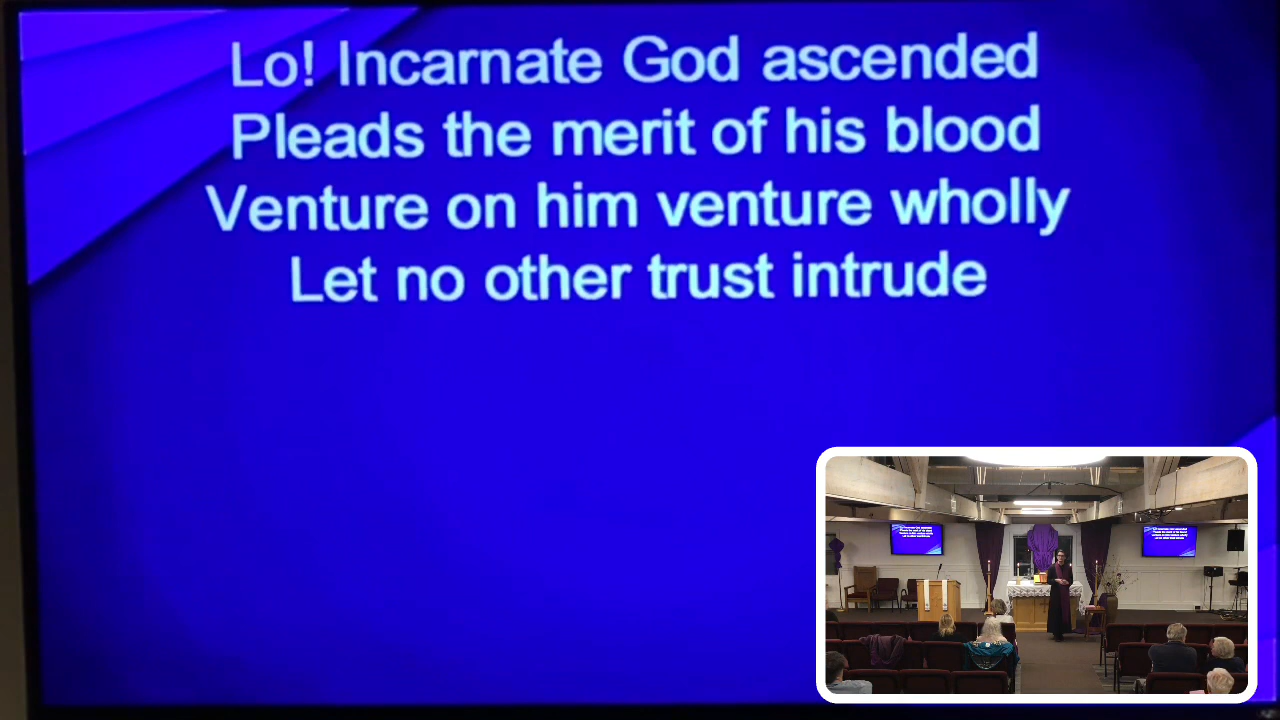 Lo! Incarnate God ascended
Pleads the merit of his blood
Venture on him venture wholly
Let no other trust intrude